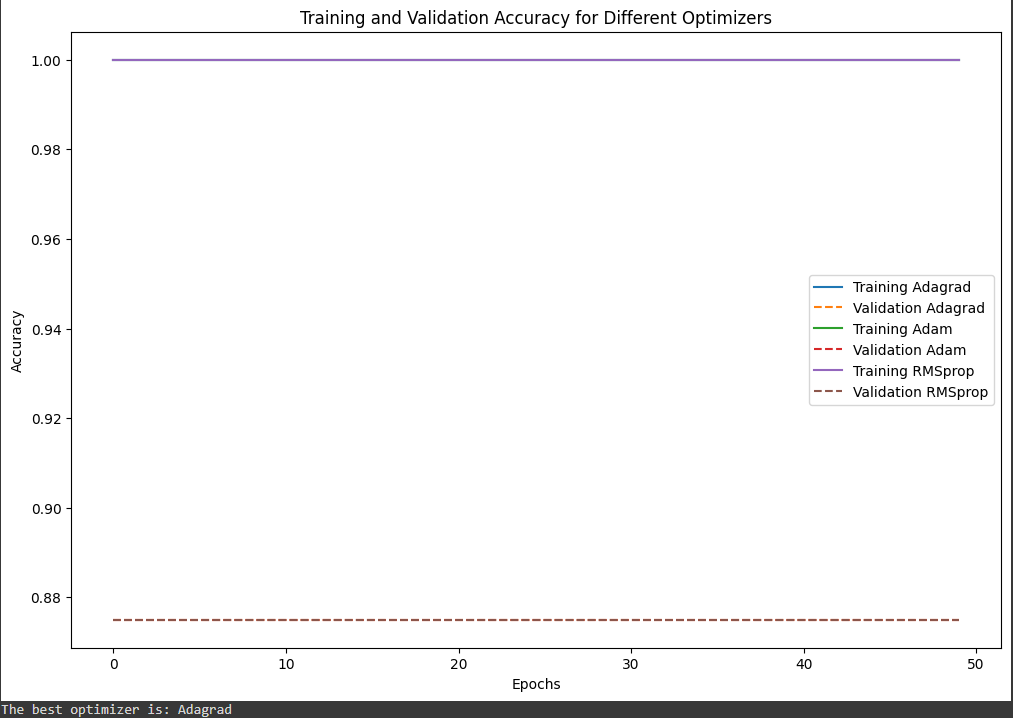 Training and Validation Accuracy for Different Optimizers
1.00
0.98
0.96
0.94
0.92
0.90
0.88
Accuracy
Training Adagrad
Validation Adagrad
Training Adam
Validation Adam
Training RMSprop
Validation RMSprop
0 10 20 30 40 50
Epochs
The best optimizer is: Adagrad